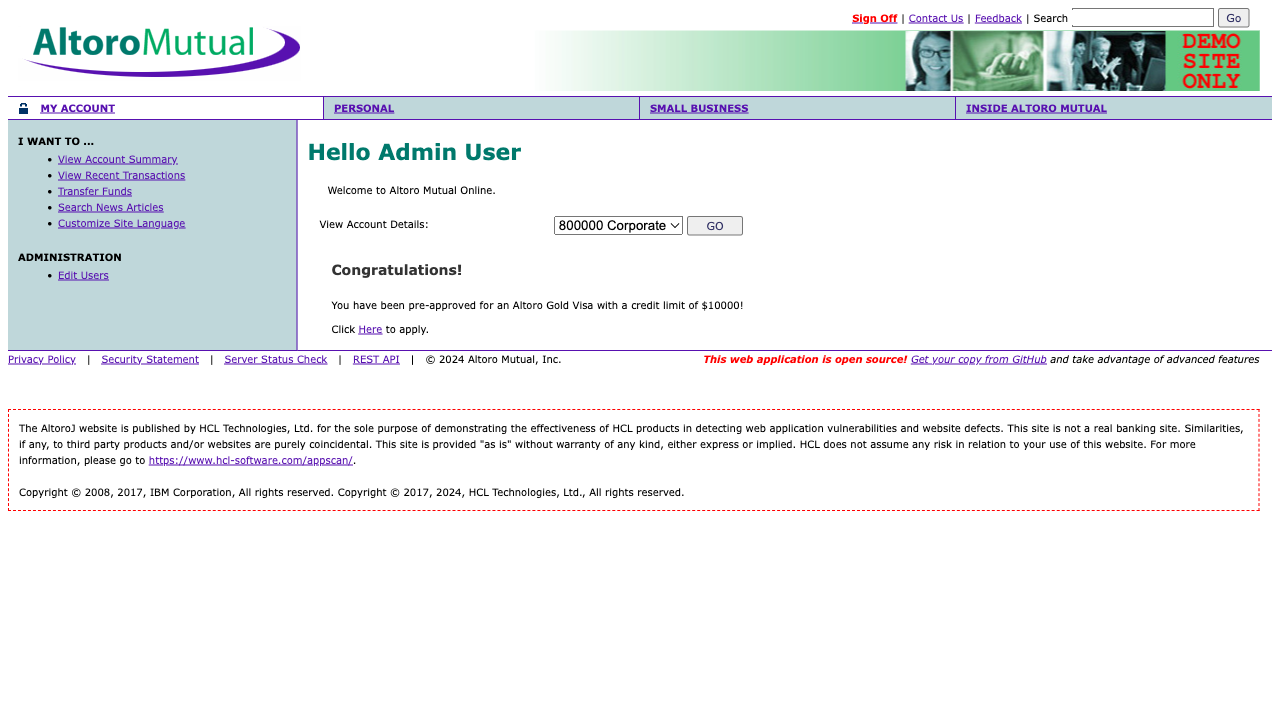 Sign Off | Contact Us | Feedback | Search Go
AltoroMutual
DEMO
SITE
ONLY
MY ACCOUNT PERSONAL SMALL BUSINESS INSIDE ALTORO MUTUAL
I WANT TO ...
• View Account Summary
• View Recent Transactions
• Transfer Funds
• Search News Articles
• Customize Site Language
ADMINISTRATION
• Edit Users
Hello Admin User
Welcome to Altoro Mutual Online.
View Account Details: 800000 Corporate GO
Congratulations!
You have been pre-approved for an Altoro Gold Visa with a credit limit of $10000!
Click Here to apply.
Privacy Policy | Security Statement | Server Status Check | REST API | © 2024 Altoro Mutual, Inc. This web application is open source! Get your copy from GitHub and take advantage of advanced features
The AltoroJ website is published by HCL Technologies, Ltd. for the sole purpose of demonstrating the effectiveness of HCL products in detecting web application vulnerabilities and website defects. This site is not a real banking site. Similarities,
if any, to third party products and/or websites are purely coincidental. This site is provided "as is" without warranty of any kind, either express or implied. HCL does not assume any risk in relation to your use of this website. For more
information, please go to https://www.hcl-software.com/appscan/.
Copyright © 2008, 2017, IBM Corporation, All rights reserved. Copyright © 2017, 2024, HCL Technologies, Ltd., All rights reserved.